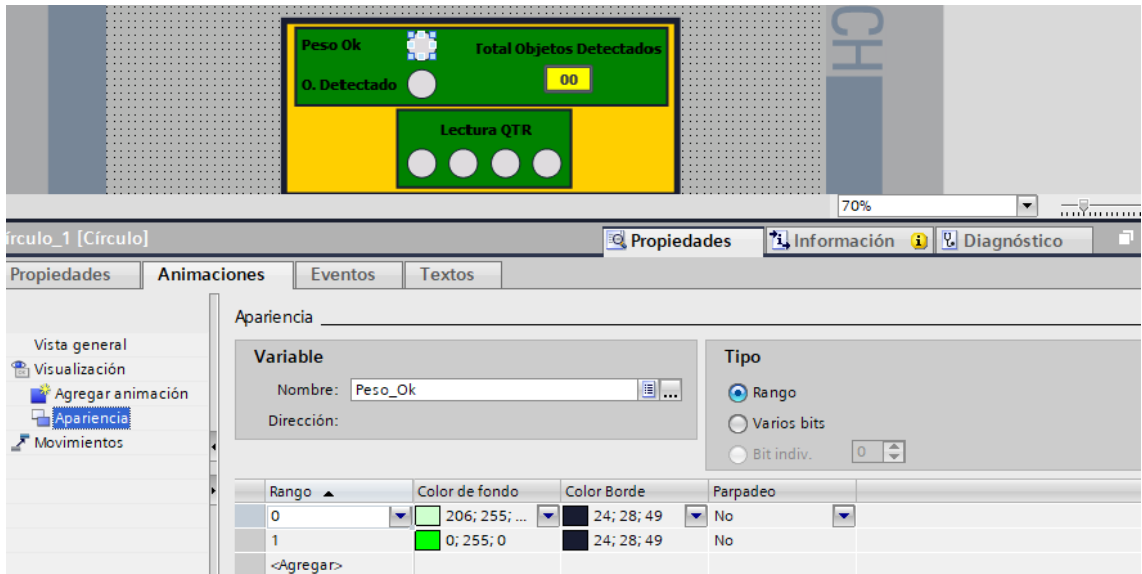 CH
Peso Ok
Total Objetos Detectados
O. Detectado
00
Lectura QTR
70%
írculo_1 [Círculo]
Propiedades
Información
Diagnóstico
Propiedades
Animaciones
Eventos
Textos
Apariencia
Vista general
Visualización
Agregar animación
Apariencia
Movimientos
Variable
Nombre: Peso_Ok
Dirección:
Tipo
Rango
Varios bits
Bit indiv. 0
Rango Color de fondo Color Borde Parpadeo
0 206; 255; ... 24; 28; 49 No
1 0; 255; 0 24; 28; 49 No
<Agregar>